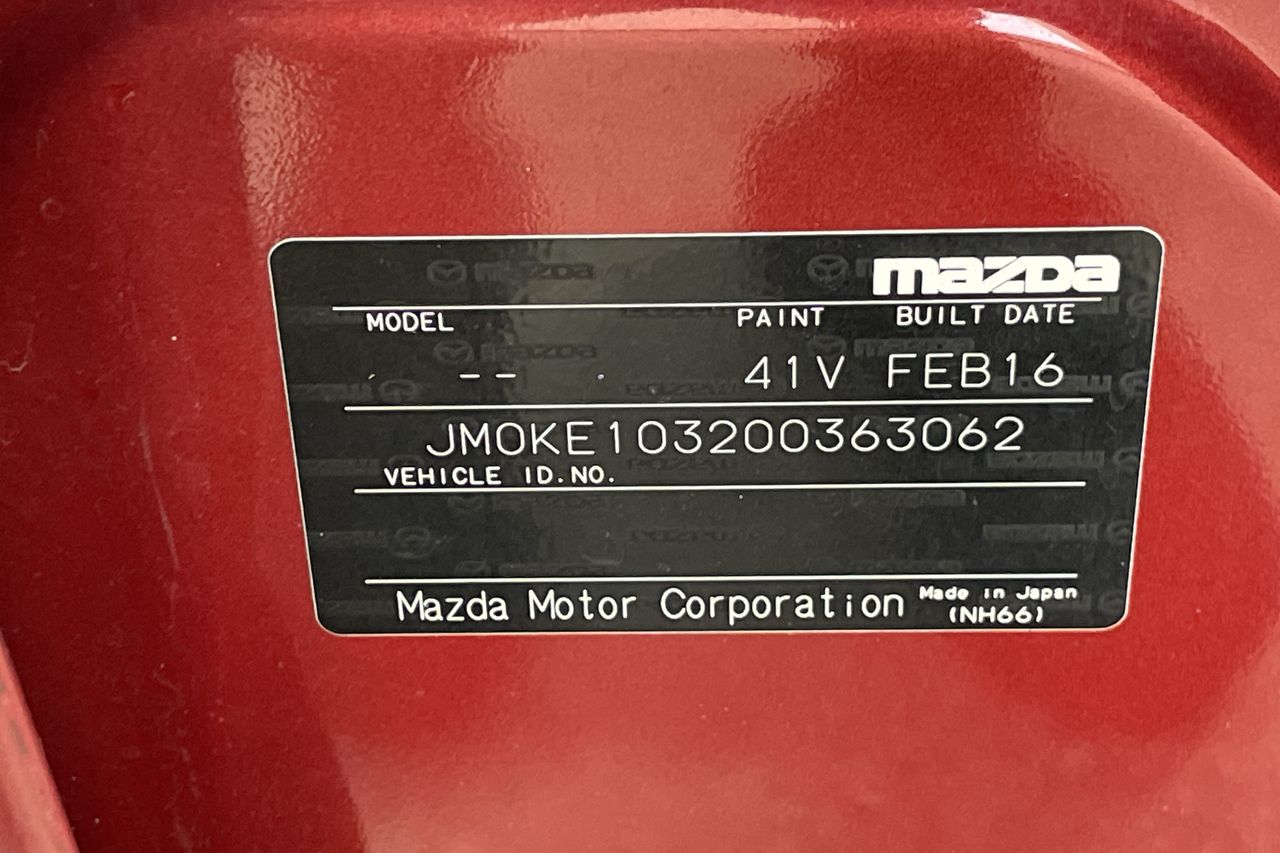 mazda
MODEL PAINT BUILT DATE
-- 41V FEB16
JM0KE103200363062
VEHICLE ID.NO.
Mazda Motor Corporation Made in Japan
(NH66)